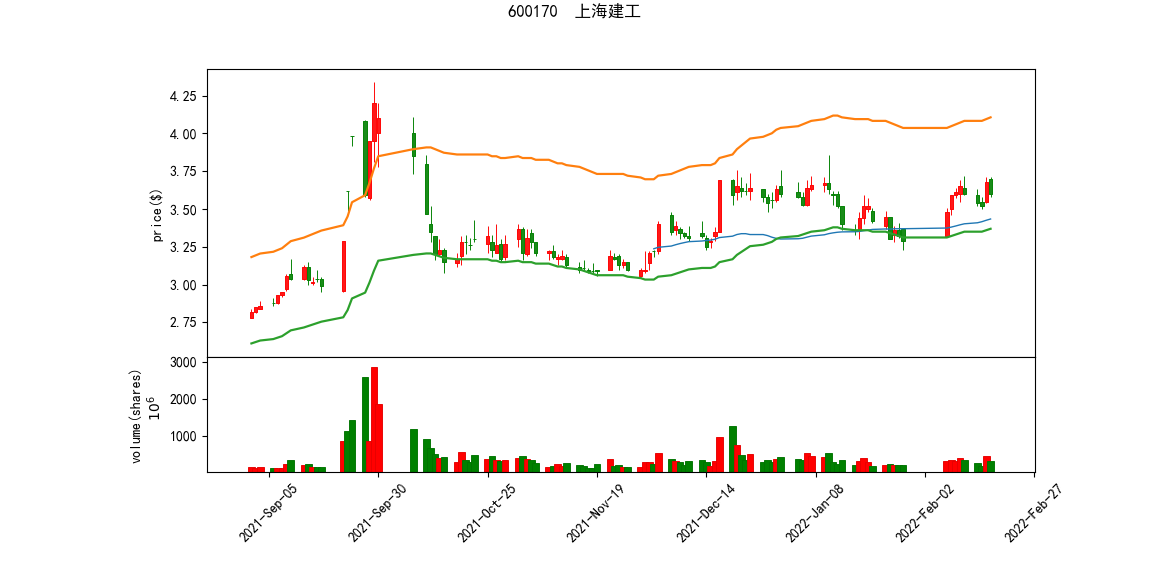 600170  上海建工
4.25
4.00
3.75
3.50
3.25
3.00
2.75
price($)
3000
2000
1000
volume(shares)
10^6
2021-Sep-05
2021-Sep-30
2021-Oct-25
2021-Nov-19
2021-Dec-14
2022-Jan-08
2022-Feb-02
2022-Feb-27